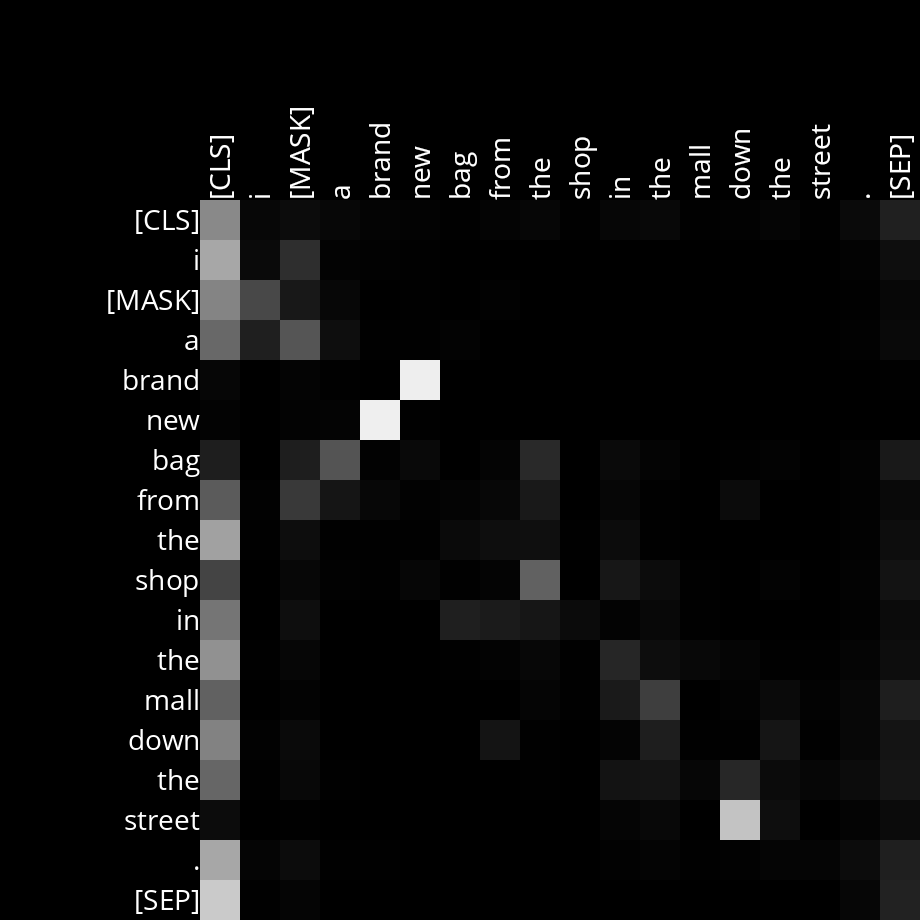 [CLS] i [MASK] a brand new bag from the shop in the mall down the street . [SEP]
[CLS]
i
[MASK]
a
brand
new
bag
from
the
shop
in
the
mall
down
the
street
.
[SEP]